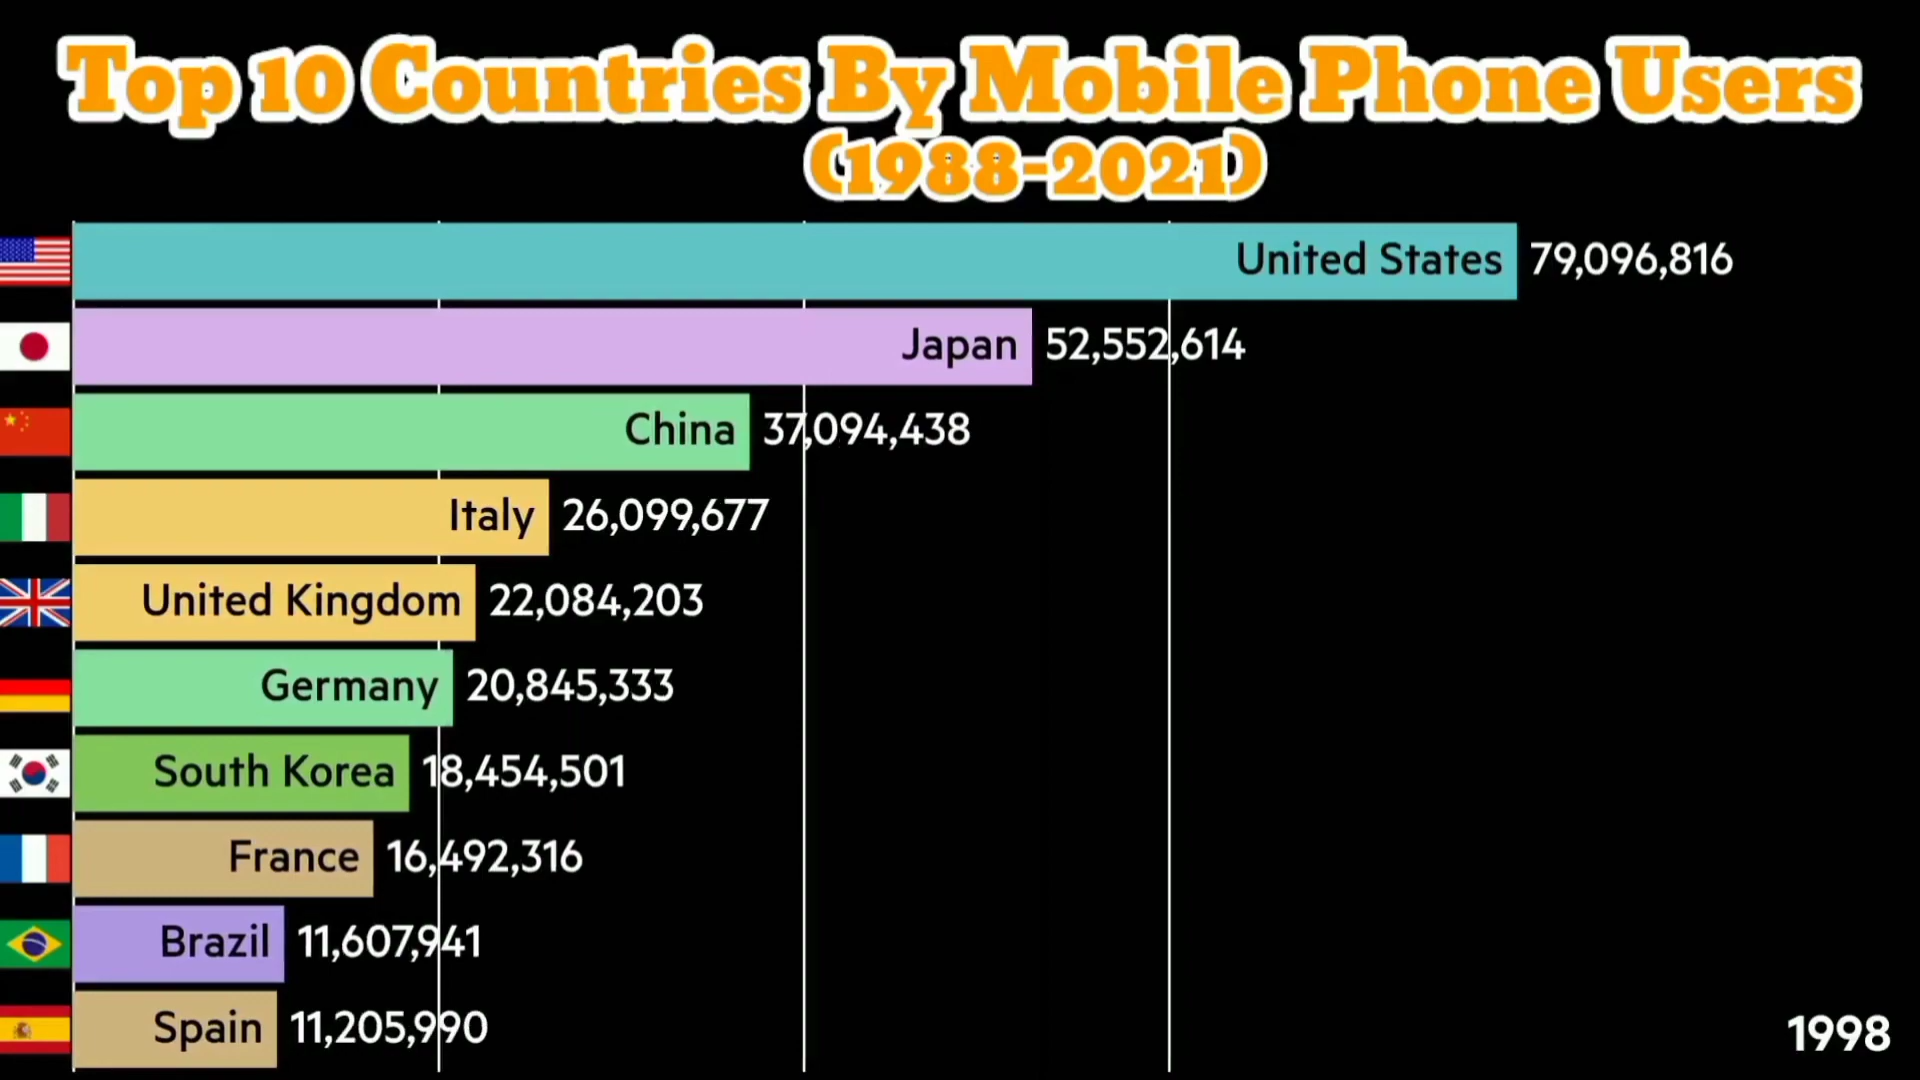 Top 10 Countries By Mobile Phone Users
(1988-2021)
United States 79,096,816
Japan 52,552,614
China 37,094,438
Italy 26,099,677
United Kingdom 22,084,203
Germany 20,845,333
South Korea 18,454,501
France 16,492,316
Brazil 11,607,941
Spain 11,205,990
1998